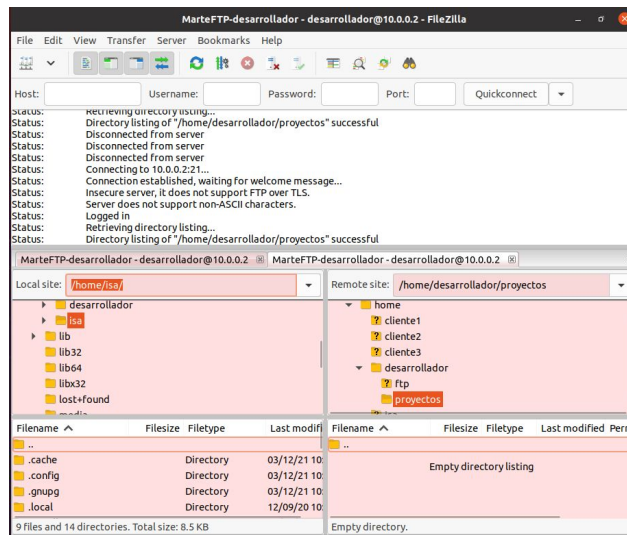 MarteFTP-desarrollador - desarrollador@10.0.0.2 - FileZilla
File Edit View Transfer Server Bookmarks Help
Host: Username: Password: Port: Quickconnect
Status: Retrieving directory listing...
Status: Directory listing of "/home/desarrollador/proyectos" successful
Status: Disconnected from server
Status: Disconnected from server
Status: Disconnected from server
Status: Connecting to 10.0.0.2:21...
Status: Connection established, waiting for welcome message...
Status: Insecure server, it does not support FTP over TLS.
Status: Server does not support non-ASCII characters.
Status: Logged in
Status: Retrieving directory listing...
Status: Directory listing of "/home/desarrollador/proyectos" successful
MarteFTP-desarrollador - desarrollador@10.0.0.2 MarteFTP-desarrollador - desarrollador@10.0.0.2
Local site: /home/isa/
desarrollador
isa
lib
lib32
lib64
libx32
lost+found
media
Remote site: /home/desarrollador/proyectos
home
cliente1
cliente2
cliente3
desarrollador
ftp
proyectos
Filename Filesize Filetype Last modifi
..
.cache Directory 03/12/21 10:
.config Directory 03/12/21 10:
.gnupg Directory 03/12/21 10:
.local Directory 12/09/20 10:
9 files and 14 directories. Total size: 8.5 KB
Filename Filesize Filetype Last modified Perr
..
Empty directory listing
Empty directory.